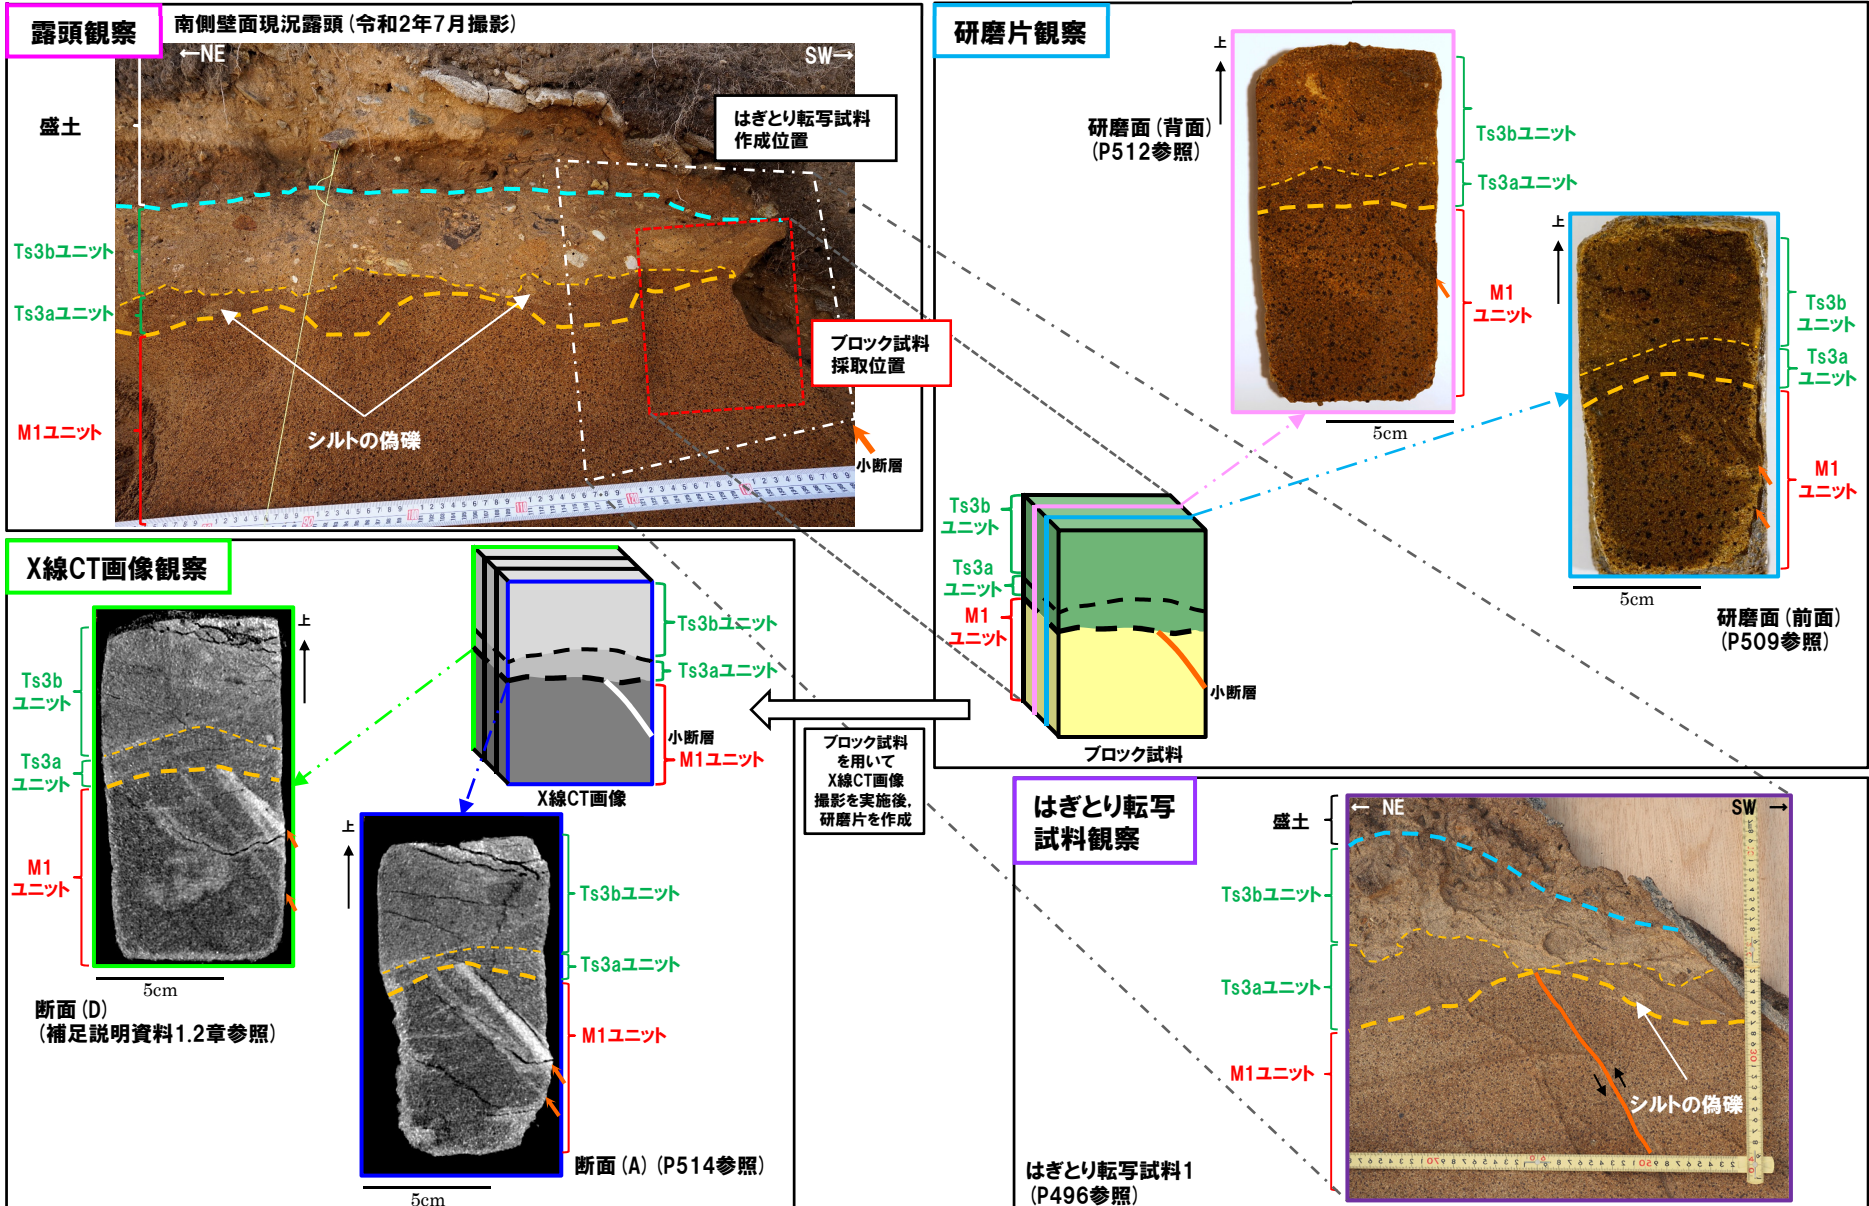 露頭観察
南側壁面現況露頭(令和2年7月撮影)
←NE
SW→
盛土
はぎとり転写試料
作成位置
Ts3bユニット
Ts3aユニット
M1ユニット
シルトの偽礫
ブロック試料
採取位置
小断層
研磨片観察
上
研磨面(背面)
(P512参照)
Ts3bユニット
Ts3aユニット
M1
ユニット
5cm
上
Ts3b
ユニット
Ts3a
ユニット
M1
ユニット
5cm
研磨面(前面)
(P509参照)
Ts3b
ユニット
Ts3a
ユニット
M1
ユニット
小断層
ブロック試料
X線CT画像観察
上
Ts3b
ユニット
Ts3a
ユニット
M1
ユニット
5cm
断面(D)
(補足説明資料1.2章参照)
Ts3bユニット
Ts3aユニット
小断層
M1ユニット
X線CT画像
上
Ts3bユニット
Ts3aユニット
M1ユニット
5cm
断面(A)(P514参照)
ブロック試料
を用いて
X線CT画像
撮影を実施後,
研磨片を作成
はぎとり転写
試料観察
← NE
SW →
盛土
Ts3bユニット
Ts3aユニット
M1ユニット
シルトの偽礫
はぎとり転写試料1
(P496参照)